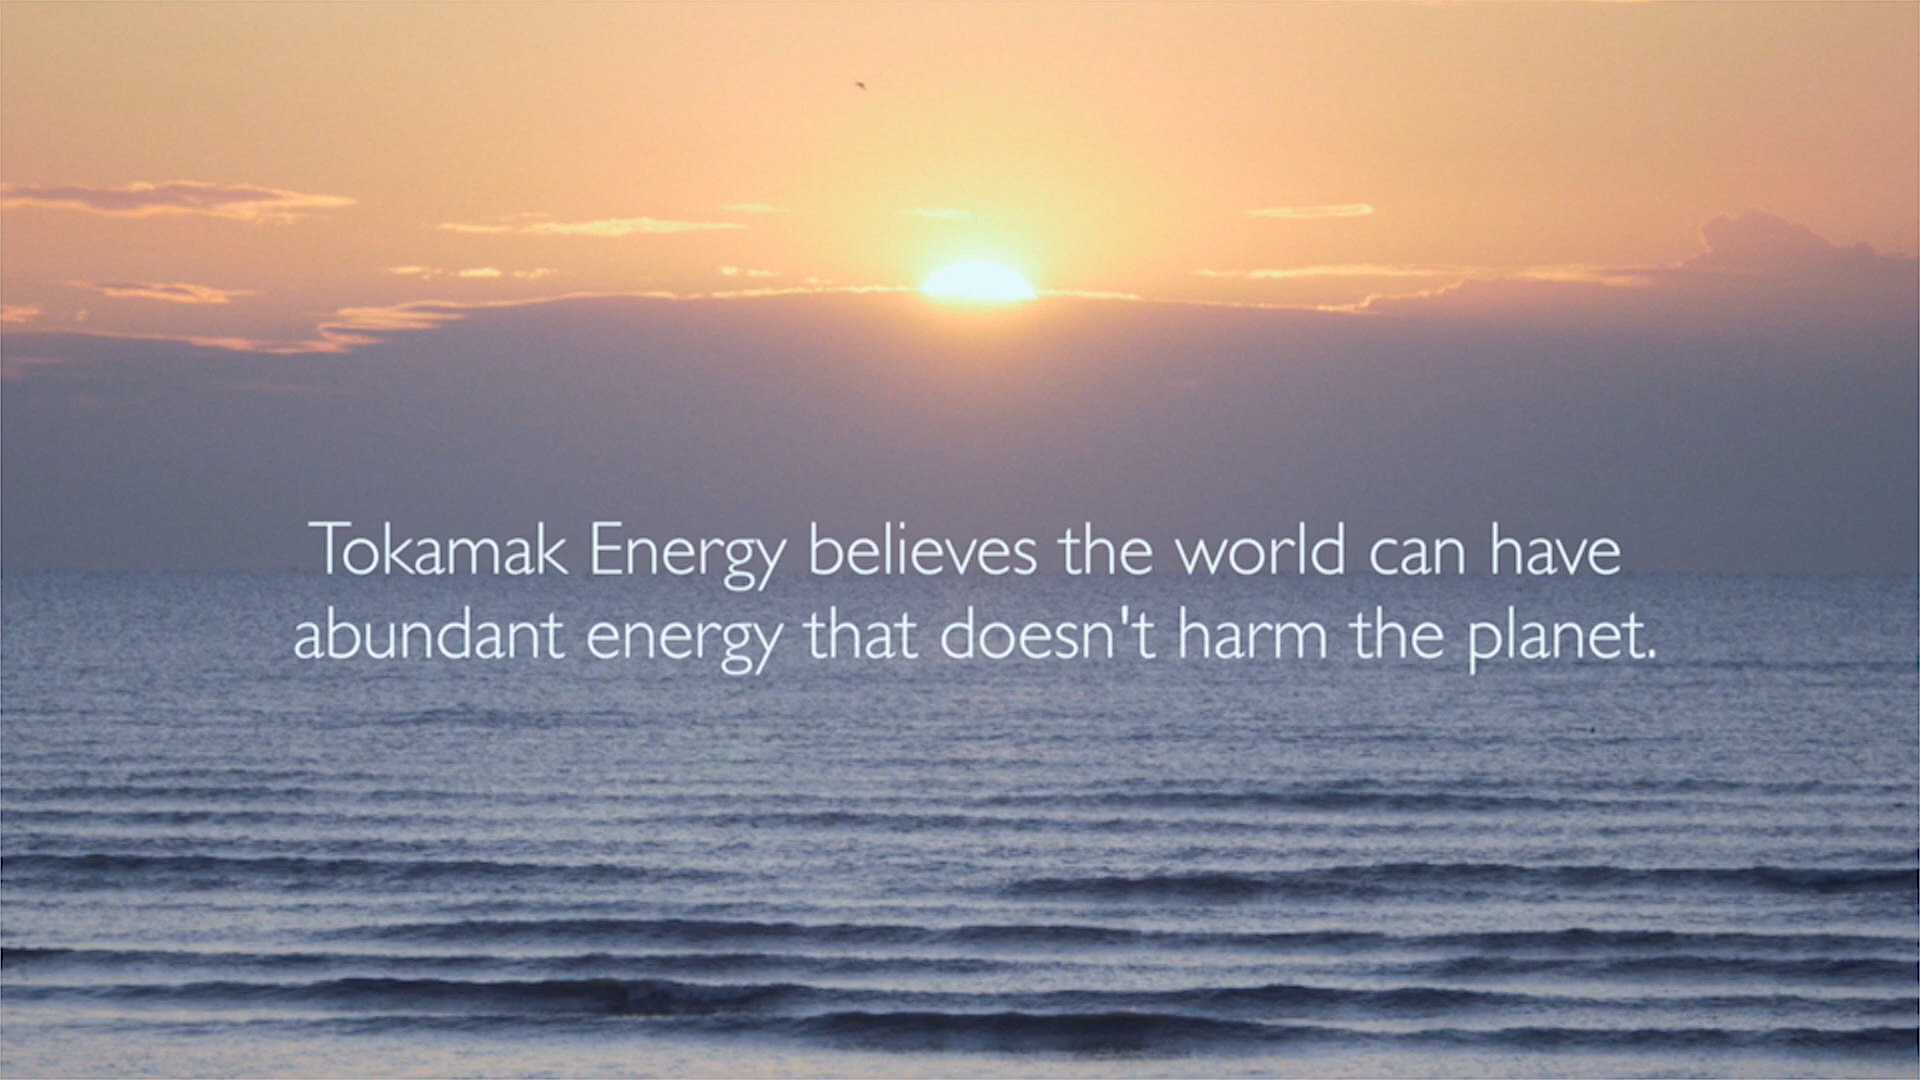 Tokamak Energy believes the world can have
abundant energy that doesn't harm the planet.